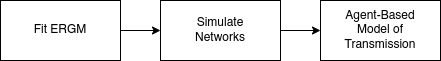 Fit ERGM
Simulate
Networks
Agent-Based
Model of
Transmission